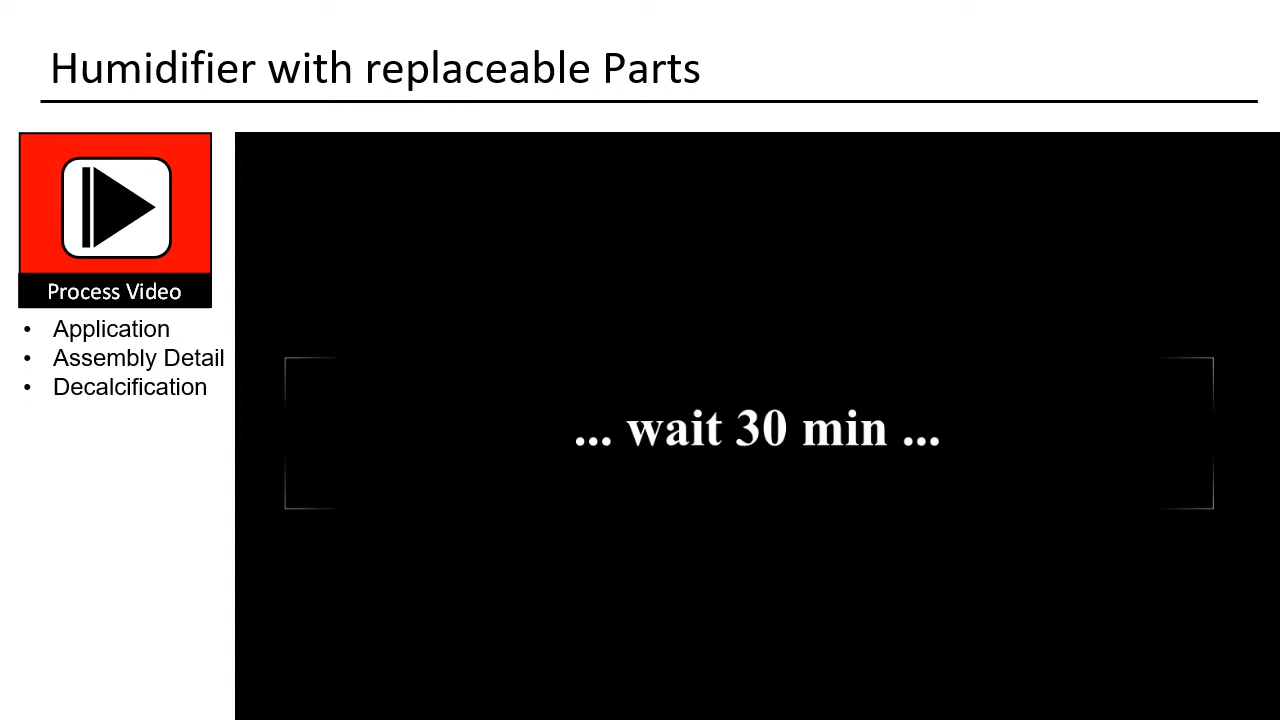 Humidifier with replaceable Parts
Process Video
• Application
• Assembly Detail
• Decalcification
... wait 30 min ...